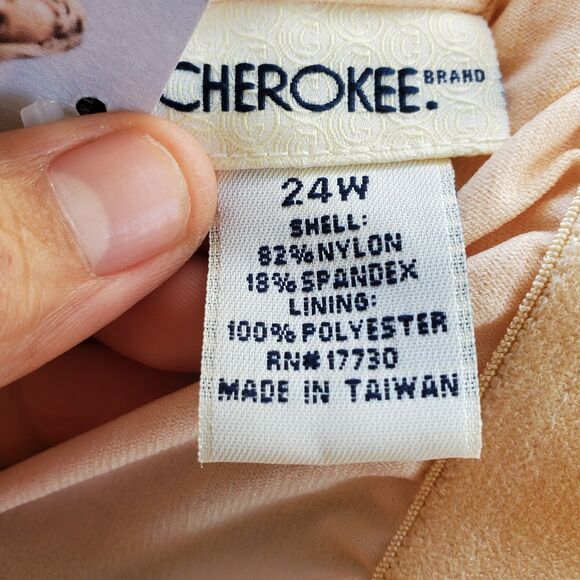 CHEROKEE. BRAND
24W
SHELL:
82% NYLON
18% SPANDEX
LINING:
100% POLYESTER
RN# 17730
MADE IN TAIWAN